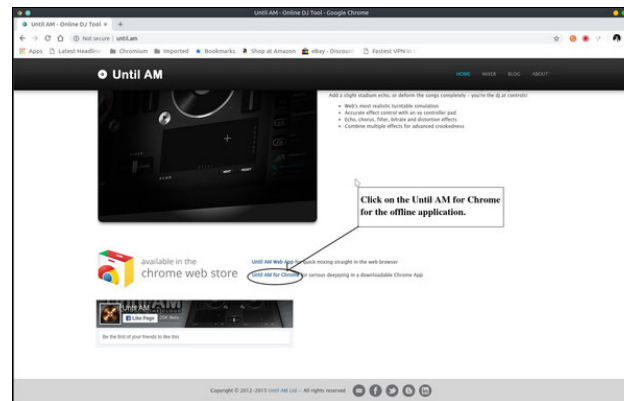 Until AM - Online DJ Tool - Google Chrome
Until AM - Online DJ Tool
Not secure | until.am
Apps Latest Headline Chromium Imported Bookmarks Shop at Amazon eBay - Discount Fastest VPN in
Until AM
HOME MIXER BLOG ABOUT
Add a slight stadium echo, or deform the songs completely - you're the dj at controls!
Web's most realistic turntable simulation
Accurate effect control with an xy controller pad
Echo, chorus, filter, bitrate and distortion effects
Combine multiple effects for advanced crookedness
Click on the Until AM for Chrome
for the offline application.
available in the
chrome web store
Until AM Web App for quick mixing straight in the web browser
Until AM for Chrome for serious deejaying in a downloadable Chrome App
Until AM
Like Page 20K likes
Be the first of your friends to like this
Copyright © 2012-2015 Until AM Ltd. - All rights reserved